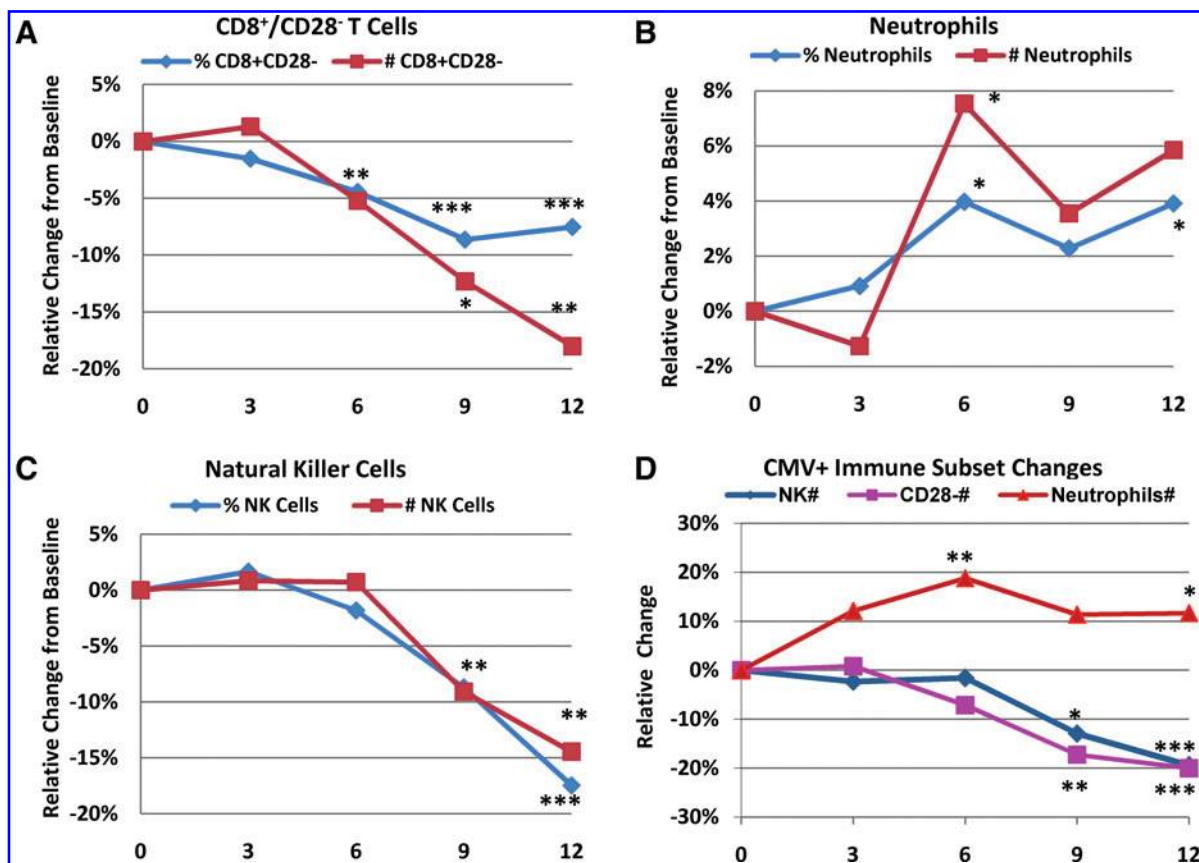 A
CD8⁺/CD28⁻ T Cells
% CD8+CD28- # CD8+CD28-
Relative Change from Baseline
5%
0%
-5%
-10%
-15%
-20%
**
***
***
*
**
0 3 6 9 12
B
Neutrophils
% Neutrophils # Neutrophils
Relative Change from Baseline
8%
6%
4%
2%
0%
-2%
*
*
*
0 3 6 9 12
C
Natural Killer Cells
% NK Cells # NK Cells
Relative Change from Baseline
5%
0%
-5%
-10%
-15%
-20%
**
**
***
0 3 6 9 12
D
CMV+ Immune Subset Changes
NK# CD28-# Neutrophils#
Relative Change
30%
20%
10%
0%
-10%
-20%
-30%
**
*
*
***
**
***
0 3 6 9 12